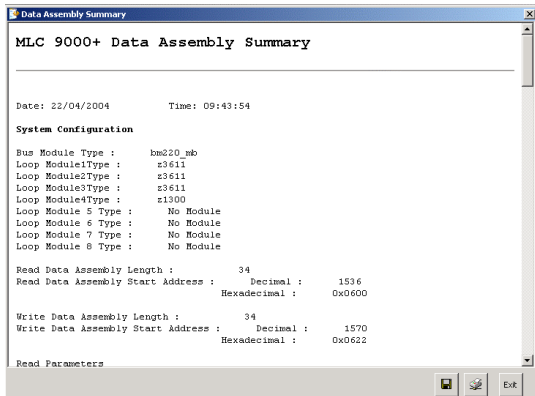 Data Assembly Summary
MLC 9000+ Data Assembly Summary
Date: 22/04/2004 Time: 09:43:54
System Configuration
Bus Module Type : bm220_mb
Loop Module1Type : z3611
Loop Module2Type : z3611
Loop Module3Type : z3611
Loop Module4Type : z1300
Loop Module 5 Type : No Module
Loop Module 6 Type : No Module
Loop Module 7 Type : No Module
Loop Module 8 Type : No Module
Read Data Assembly Length : 34
Read Data Assembly Start Address : Decimal : 1536
Hexadecimal : 0x0600
Write Data Assembly Length : 34
Write Data Assembly Start Address : Decimal : 1570
Hexadecimal : 0x0622
Read Parameters
Exit